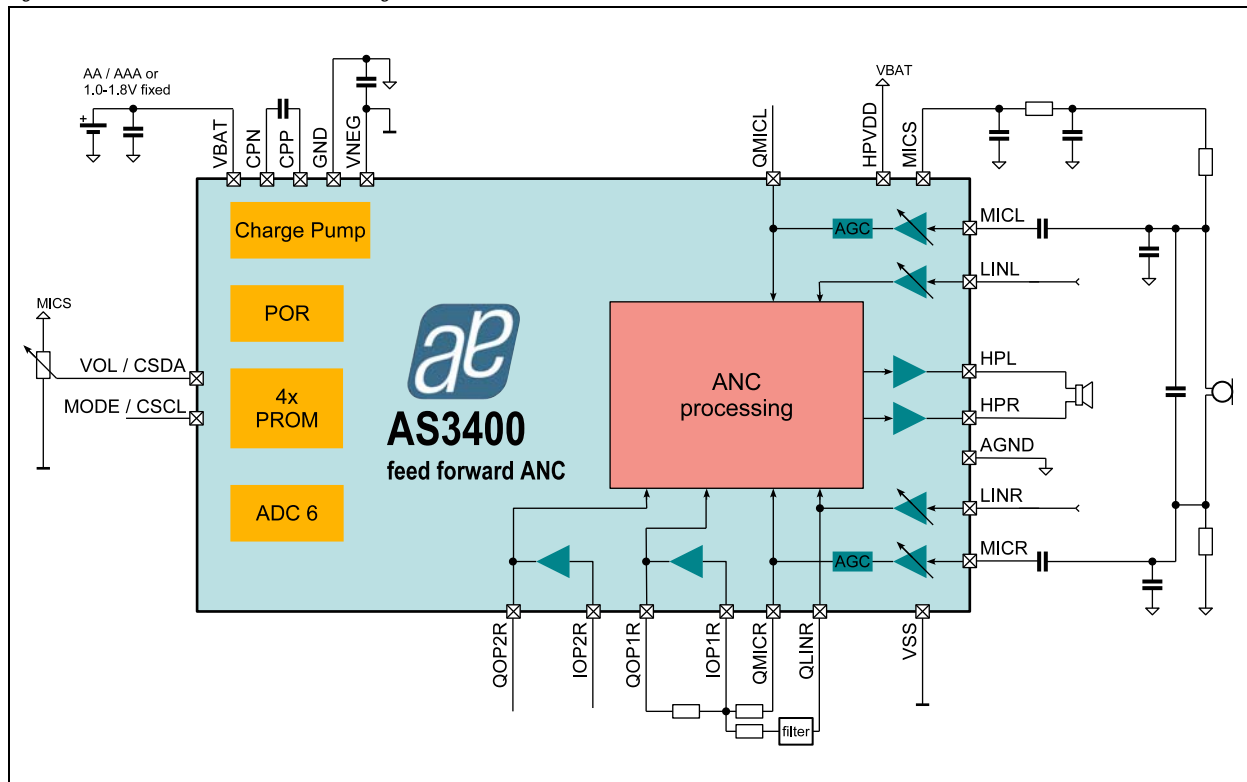 AA / AAA or
1.0-1.8V fixed
VBAT
CPN
CPP
GND
VNEG
QMICL
VBAT
HPVDD
MICS
Charge Pump
POR
4x
PROM
ADC 6
MICS
VOL / CSDA
MODE / CSCL
ae
AS3400
feed forward ANC
ANC
processing
AGC
MICL
LINL
HPL
HPR
AGND
LINR
AGC
MICR
QOP2R
IOP2R
QOP1R
IOP1R
QMICR
QLINR
VSS
filter